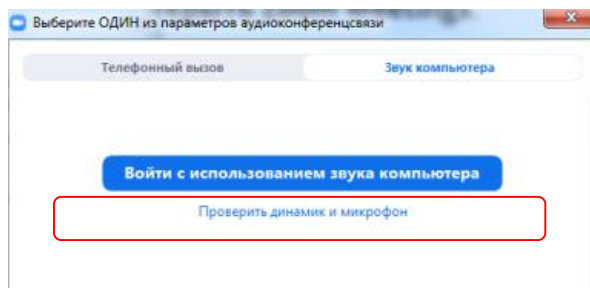 Выберите ОДИН из параметров аудиоконференцсвязи
Телефонный вызов
Звук компьютера
Войти с использованием звука компьютера
Проверить динамик и микрофон